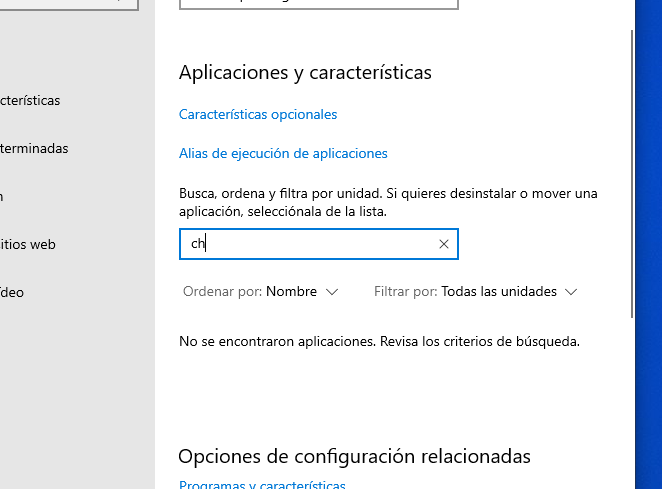 Aplicaciones y características
cterísticas
Características opcionales
terminadas
Alias de ejecución de aplicaciones
n
Busca, ordena y filtra por unidad. Si quieres desinstalar o mover una
aplicación, selecciónala de la lista.
itios web
ch
ídeo
Ordenar por: Nombre
Filtrar por: Todas las unidades
No se encontraron aplicaciones. Revisa los criterios de búsqueda.
Opciones de configuración relacionadas
Programas y características